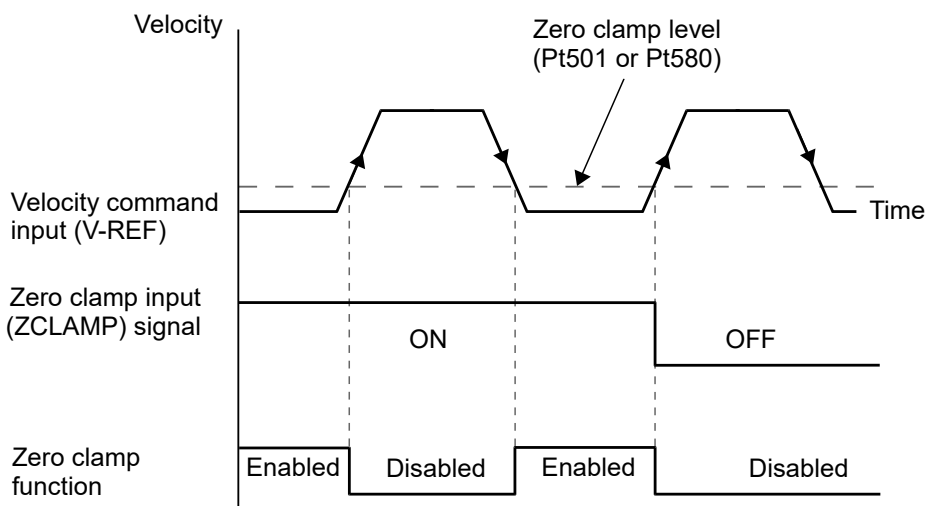 Velocity
Zero clamp level
(Pt501 or Pt580)
Velocity command
input (V-REF)
Time
Zero clamp input
(ZCLAMP) signal
ON
OFF
Zero clamp
function
Enabled
Disabled
Enabled
Disabled